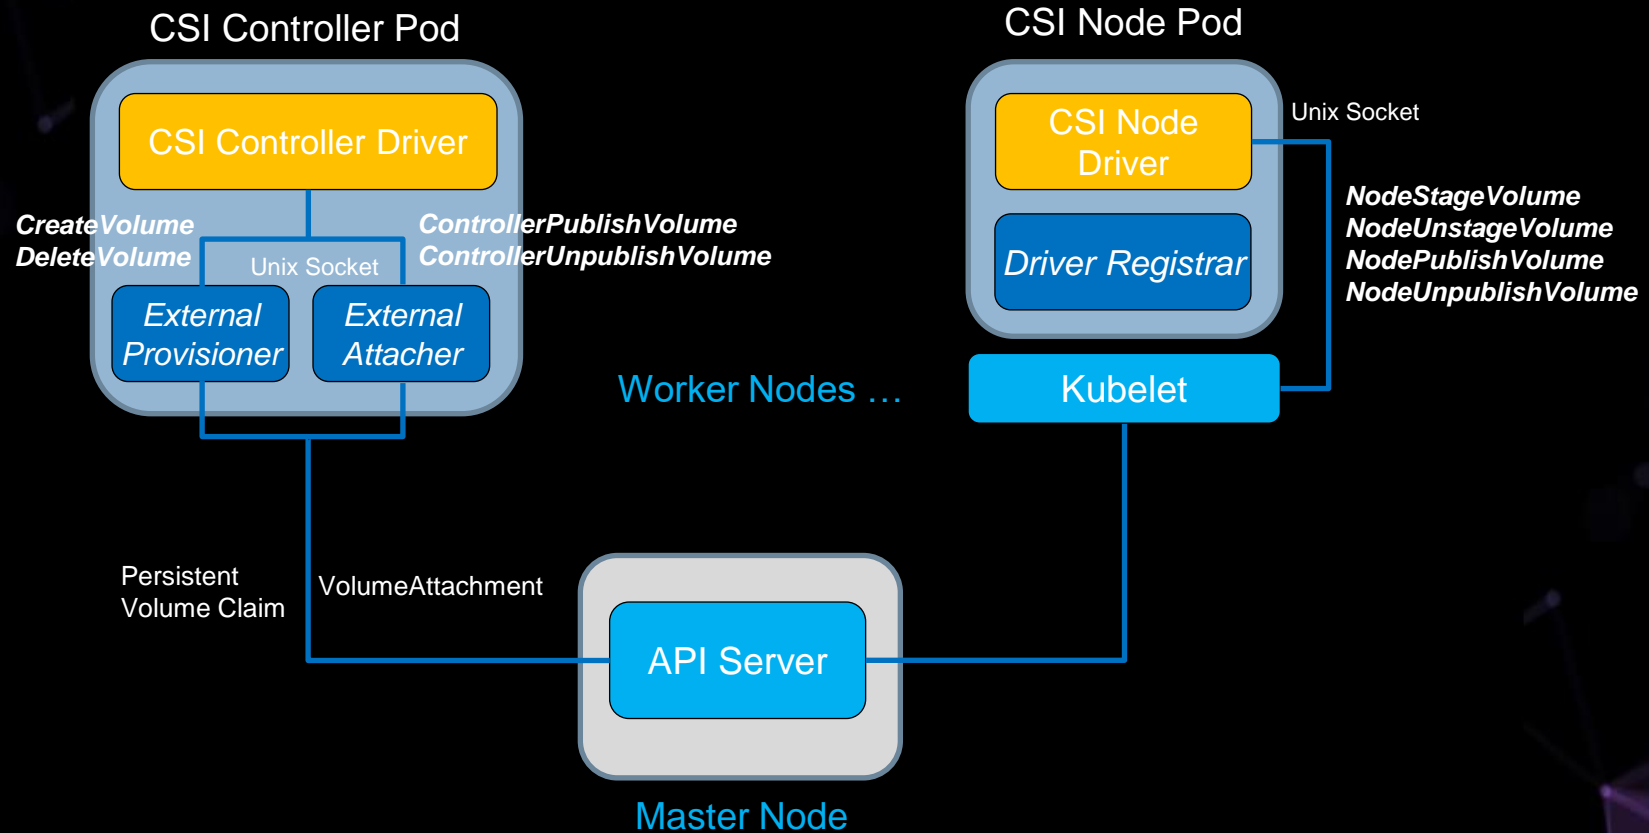 CSI Controller Pod
CSI Controller Driver
CreateVolume
DeleteVolume
ControllerPublishVolume
ControllerUnpublishVolume
Unix Socket
External
Provisioner
External
Attacher
CSI Node Pod
CSI Node
Driver
Driver Registrar
Unix Socket
NodeStageVolume
NodeUnstageVolume
NodePublishVolume
NodeUnpublishVolume
Worker Nodes …
Kubelet
Persistent
Volume Claim
VolumeAttachment
API Server
Master Node